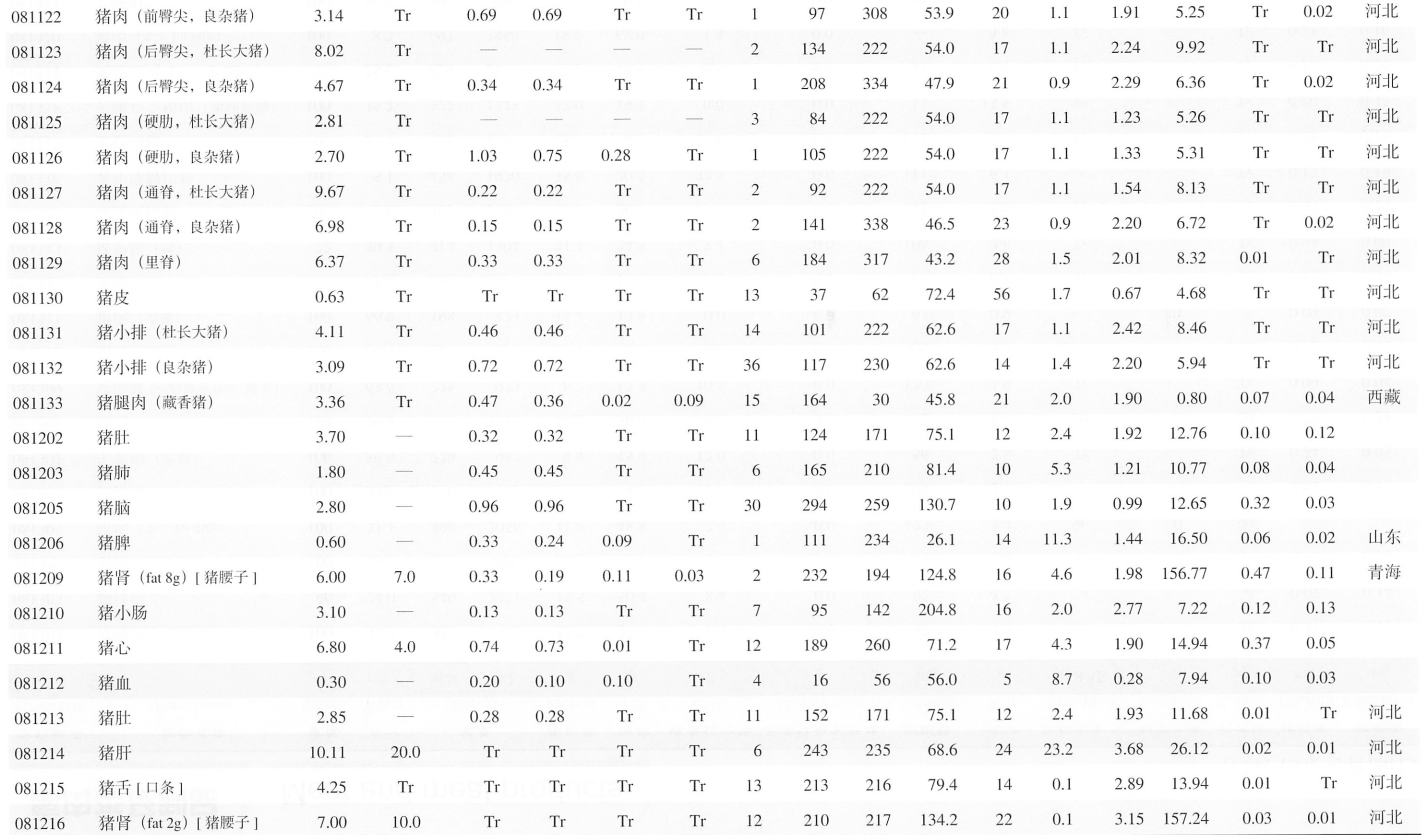 081122 猪肉（前臀尖，良杂猪） 3.14 Tr 0.69 0.69 Tr Tr 1 97 308 53.9 20 1.1 1.91 5.25 Tr 0.02 河北
081123 猪肉（后臀尖，杜长大猪） 8.02 Tr — — — — 2 134 222 54.0 17 1.1 2.24 9.92 Tr Tr 河北
081124 猪肉（后臀尖，良杂猪） 4.67 Tr 0.34 0.34 Tr Tr 1 208 334 47.9 21 0.9 2.29 6.36 Tr 0.02 河北
081125 猪肉（硬肋，杜长大猪） 2.81 Tr — — — — 3 84 222 54.0 17 1.1 1.23 5.26 Tr Tr 河北
081126 猪肉（硬肋，良杂猪） 2.70 Tr 1.03 0.75 0.28 Tr 1 105 222 54.0 17 1.1 1.33 5.31 Tr Tr 河北
081127 猪肉（通脊，杜长大猪） 9.67 Tr 0.22 0.22 Tr Tr 2 92 222 54.0 17 1.1 1.54 8.13 Tr Tr 河北
081128 猪肉（通脊，良杂猪） 6.98 Tr 0.15 0.15 Tr Tr 2 141 338 46.5 23 0.9 2.20 6.72 Tr 0.02 河北
081129 猪肉（里脊） 6.37 Tr 0.33 0.33 Tr Tr 6 184 317 43.2 28 1.5 2.01 8.32 0.01 Tr 河北
081130 猪皮 0.63 Tr Tr Tr Tr Tr 13 37 62 72.4 56 1.7 0.67 4.68 Tr Tr 河北
081131 猪小排（杜长大猪） 4.11 Tr 0.46 0.46 Tr Tr 14 101 222 62.6 17 1.1 2.42 8.46 Tr Tr 河北
081132 猪小排（良杂猪） 3.09 Tr 0.72 0.72 Tr Tr 36 117 230 62.6 14 1.4 2.20 5.94 Tr Tr 河北
081133 猪腿肉（藏香猪） 3.36 Tr 0.47 0.36 0.02 0.09 15 164 30 45.8 21 2.0 1.90 0.80 0.07 0.04 西藏
081202 猪肚 3.70 — 0.32 0.32 Tr Tr 11 124 171 75.1 12 2.4 1.92 12.76 0.10 0.12
081203 猪肺 1.80 — 0.45 0.45 Tr Tr 6 165 210 81.4 10 5.3 1.21 10.77 0.08 0.04
081205 猪脑 2.80 — 0.96 0.96 Tr Tr 30 294 259 130.7 10 1.9 0.99 12.65 0.32 0.03
081206 猪脾 0.60 — 0.33 0.24 0.09 Tr 1 111 234 26.1 14 11.3 1.44 16.50 0.06 0.02 山东
081209 猪肾（fat 8g）[ 猪腰子 ] 6.00 7.0 0.33 0.19 0.11 0.03 2 232 194 124.8 16 4.6 1.98 156.77 0.47 0.11 青海
081210 猪小肠 3.10 — 0.13 0.13 Tr Tr 7 95 142 204.8 16 2.0 2.77 7.22 0.12 0.13
081211 猪心 6.80 4.0 0.74 0.73 0.01 Tr 12 189 260 71.2 17 4.3 1.90 14.94 0.37 0.05
081212 猪血 0.30 — 0.20 0.10 0.10 Tr 4 16 56 56.0 5 8.7 0.28 7.94 0.10 0.03
081213 猪肚 2.85 — 0.28 0.28 Tr Tr 11 152 171 75.1 12 2.4 1.93 11.68 0.01 Tr 河北
081214 猪肝 10.11 20.0 Tr Tr Tr Tr 6 243 235 68.6 24 23.2 3.68 26.12 0.02 0.01 河北
081215 猪舌 [ 口条 ] 4.25 Tr Tr Tr Tr Tr 13 213 216 79.4 14 0.1 2.89 13.94 0.01 Tr 河北
081216 猪肾（fat 2g）[ 猪腰子 ] 7.00 10.0 Tr Tr Tr Tr 12 210 217 134.2 22 0.1 3.15 157.24 0.03 0.01 河北